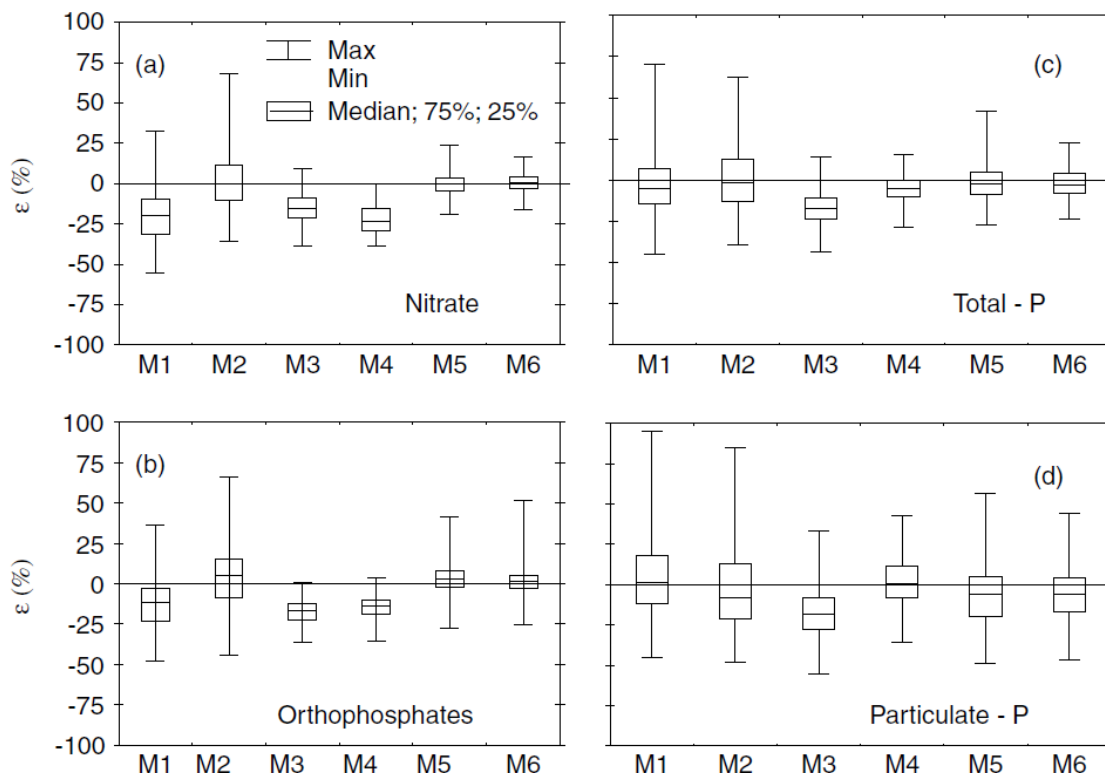 ε (%)
100
75
50
25
0
-25
-50
-75
-100
(a)
Max
Min
Median; 75%; 25%
Nitrate
M1 M2 M3 M4 M5 M6
(c)
Total - P
M1 M2 M3 M4 M5 M6
ε (%)
100
75
50
25
0
-25
-50
-75
-100
(b)
Orthophosphates
M1 M2 M3 M4 M5 M6
(d)
Particulate - P
M1 M2 M3 M4 M5 M6